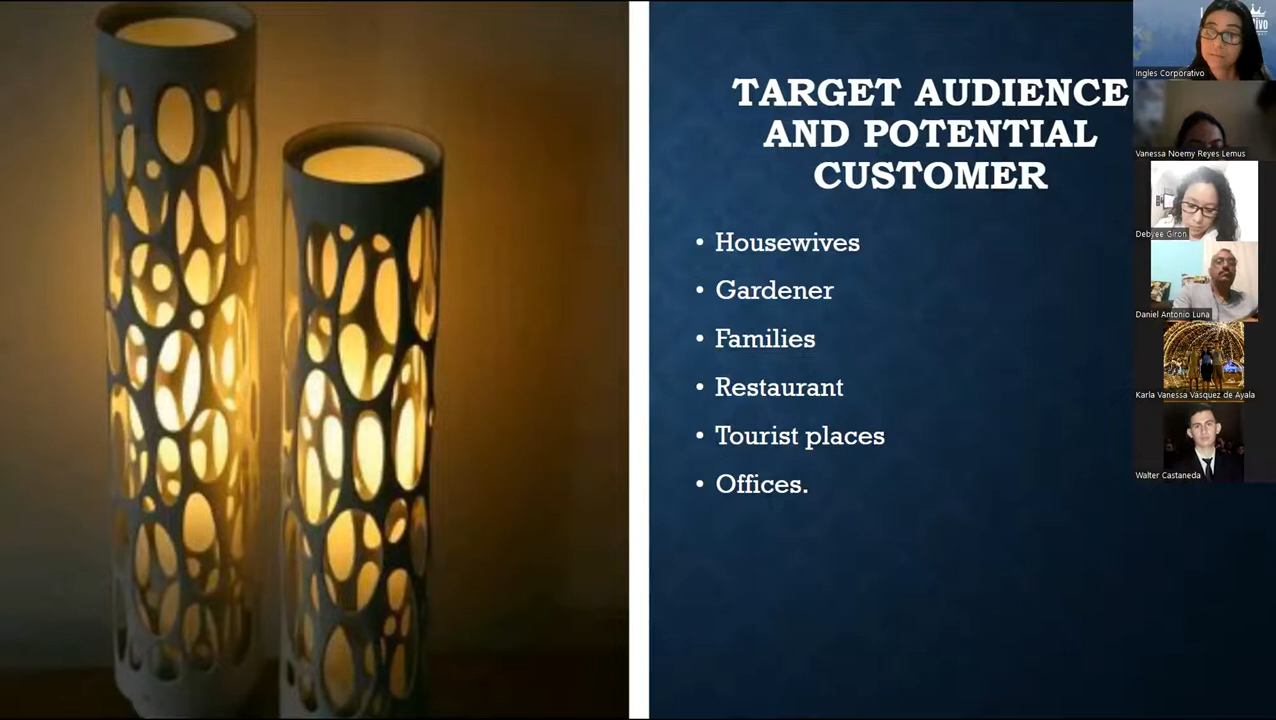 TARGET AUDIENCE
AND POTENTIAL
CUSTOMER
• Housewives
• Gardener
• Families
• Restaurant
• Tourist places
• Offices.
Ingles Corporativo
Vanessa Noemy Reyes Lemus
Debyee Giron
Daniel Antonio Luna
Karla Vanessa Vásquez de Ayala
Walter Castaneda